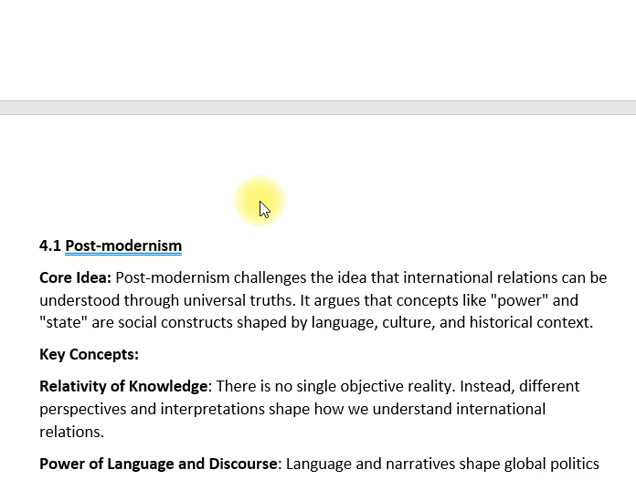 4.1 Post-modernism
Core Idea: Post-modernism challenges the idea that international relations can be
understood through universal truths. It argues that concepts like "power" and
"state" are social constructs shaped by language, culture, and historical context.
Key Concepts:
Relativity of Knowledge: There is no single objective reality. Instead, different
perspectives and interpretations shape how we understand international
relations.
Power of Language and Discourse: Language and narratives shape global politics